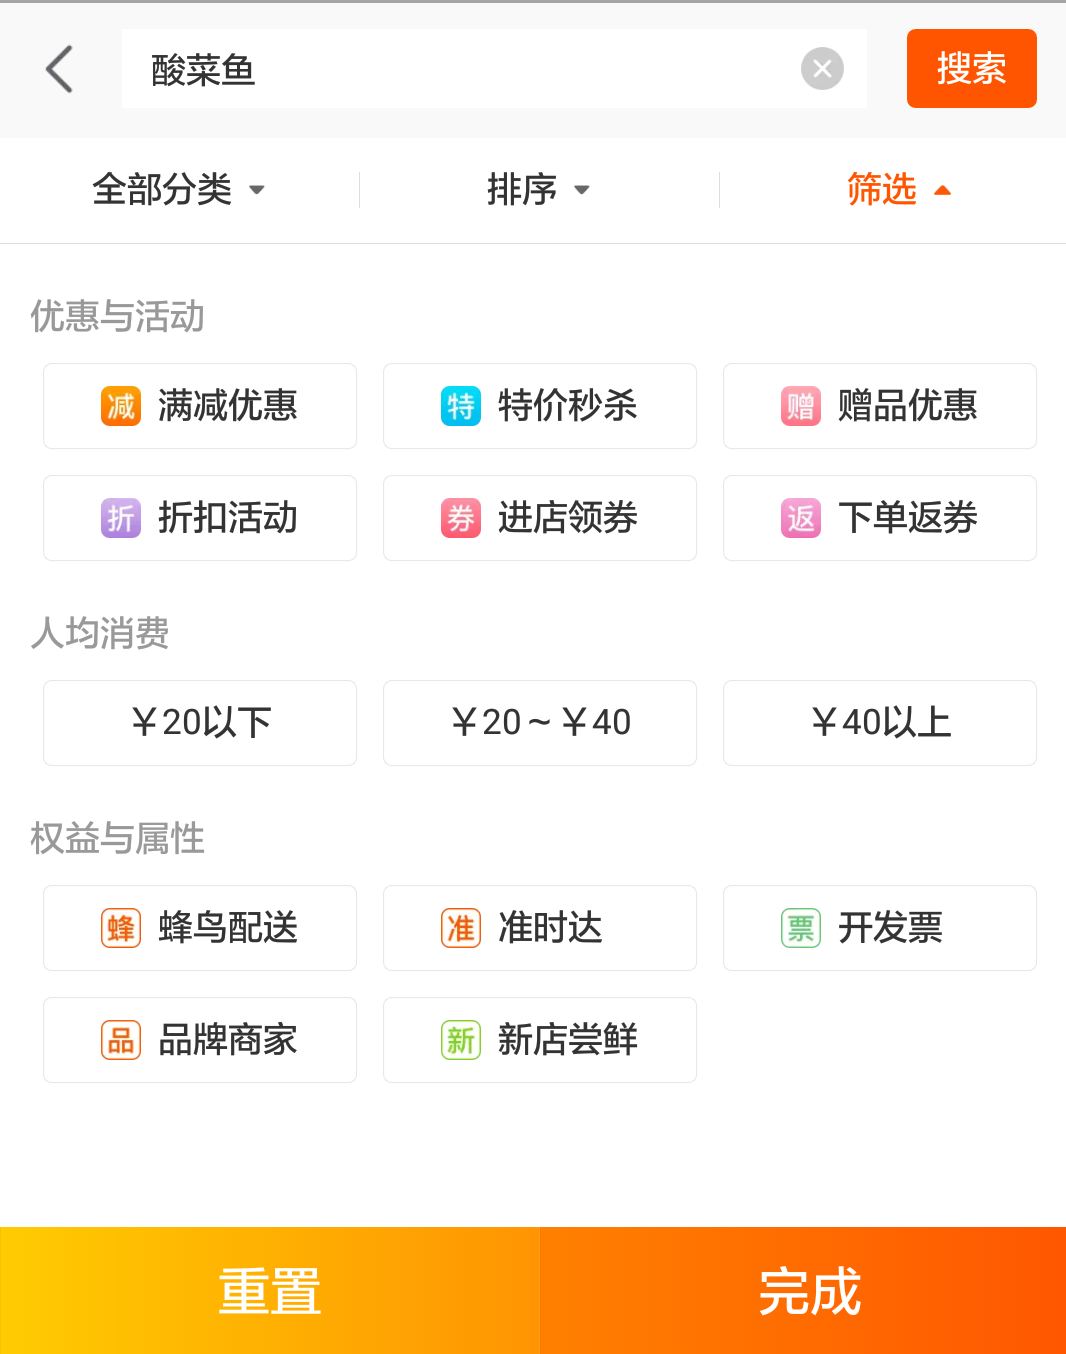 酸菜鱼
搜索
全部分类
排序
筛选
优惠与活动
减 满减优惠
特 特价秒杀
赠 赠品优惠
折 折扣活动
券 进店领券
返 下单返券
人均消费
￥20以下
￥20~￥40
￥40以上
权益与属性
蜂 蜂鸟配送
准 准时达
票 开发票
品 品牌商家
新 新店尝鲜
重置
完成